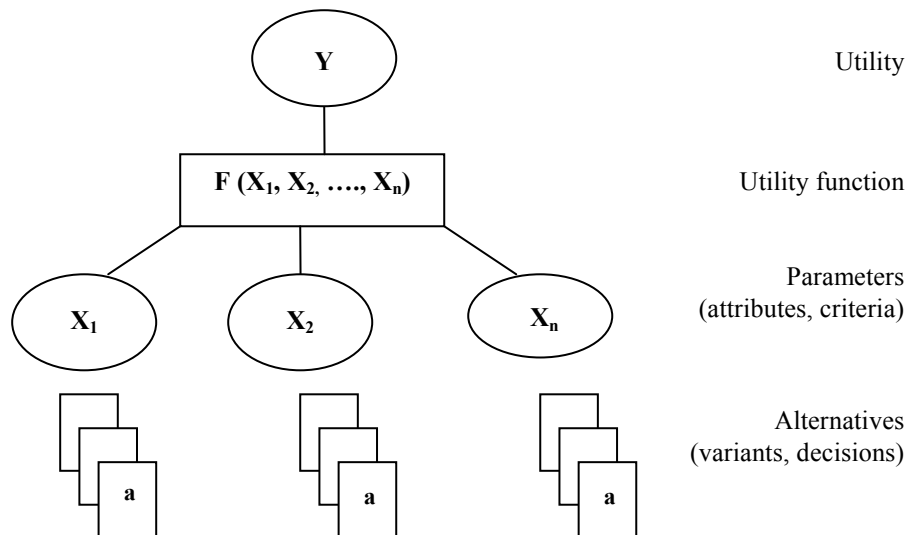 Y
Utility
F (X₁, X₂, …., Xₙ)
Utility function
X₁
X₂
Xₙ
Parameters
(attributes, criteria)
Alternatives
(variants, decisions)
a
a
a